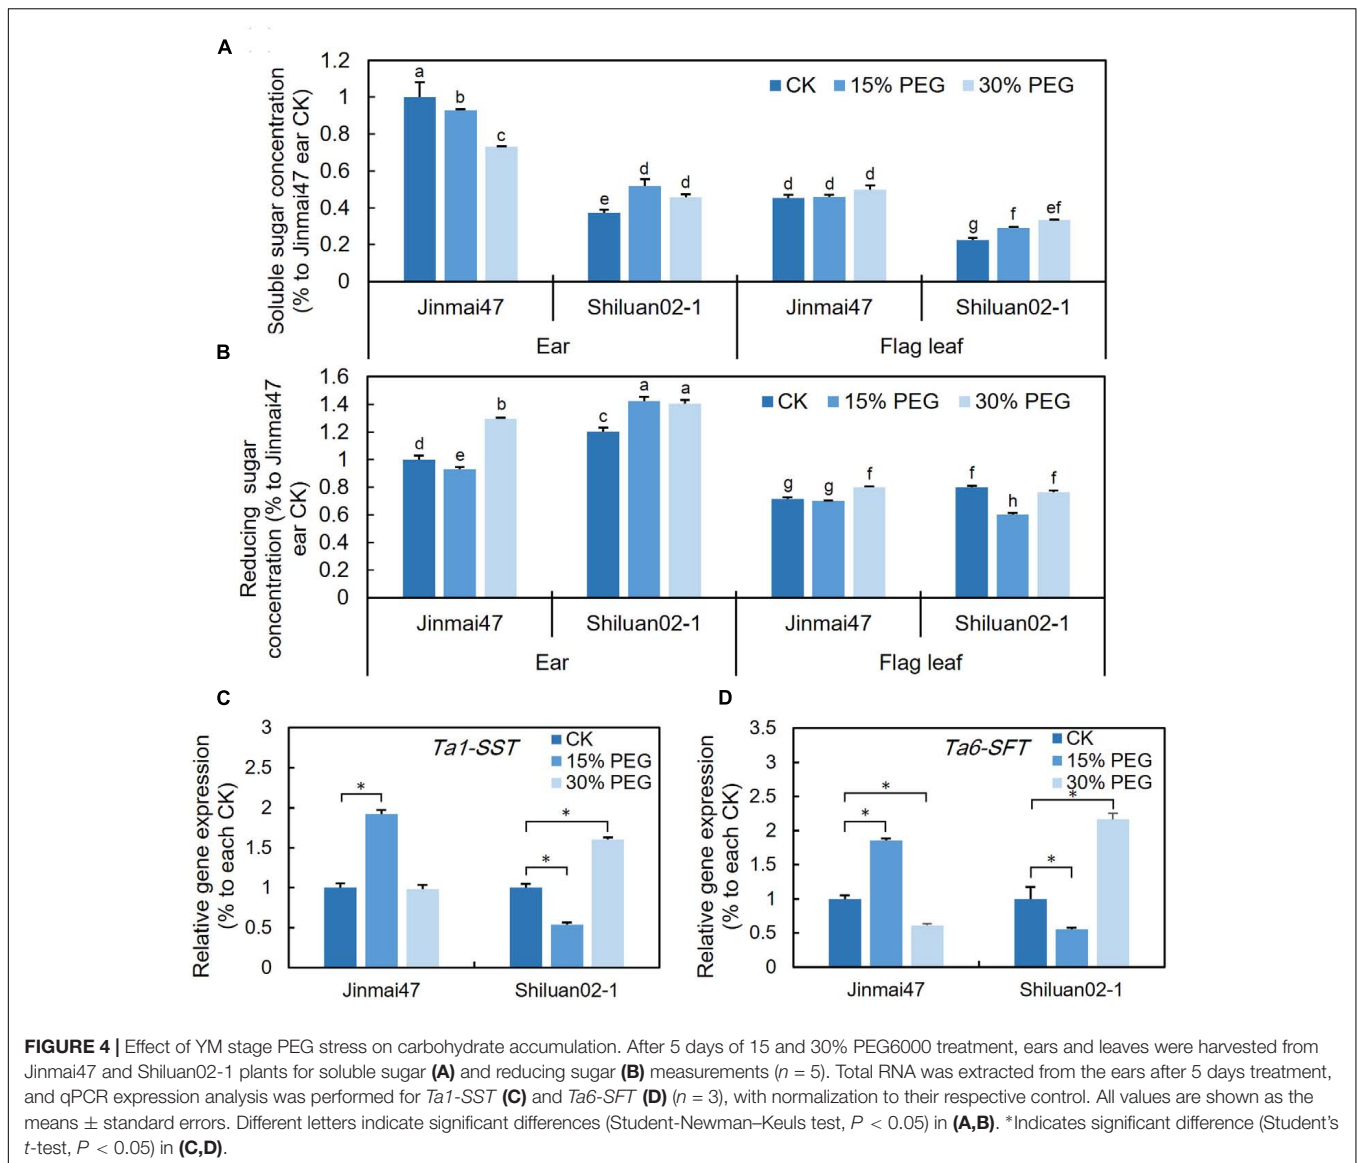 A
Soluble sugar concentration
(% to Jinmai47 ear CK)
1.2
1
0.8
0.6
0.4
0.2
0
CK 15% PEG 30% PEG
a
b
c
e
d
d
d
d
d
g
f
ef
Jinmai47 Shiluan02-1 Jinmai47 Shiluan02-1
Ear Flag leaf
B
Reducing sugar
concentration (% to Jinmai47
ear CK)
1.6
1.4
1.2
1
0.8
0.6
0.4
0.2
0
CK 15% PEG 30% PEG
d
e
b
c
a
a
g
g
f
f
h
f
Jinmai47 Shiluan02-1 Jinmai47 Shiluan02-1
Ear Flag leaf
C
Relative gene expression
(% to each CK)
3
2.5
2
1.5
1
0.5
0
Ta1-SST
CK
15% PEG
30% PEG
*
*
*
Jinmai47 Shiluan02-1
D
Relative gene expression
(% to each CK)
3.5
3
2.5
2
1.5
1
0.5
0
Ta6-SFT
CK
15% PEG
30% PEG
*
*
*
*
Jinmai47 Shiluan02-1
FIGURE 4 | Effect of YM stage PEG stress on carbohydrate accumulation. After 5 days of 15 and 30% PEG6000 treatment, ears and leaves were harvested from
Jinmai47 and Shiluan02-1 plants for soluble sugar (A) and reducing sugar (B) measurements (n = 5). Total RNA was extracted from the ears after 5 days treatment,
and qPCR expression analysis was performed for Ta1-SST (C) and Ta6-SFT (D) (n = 3), with normalization to their respective control. All values are shown as the
means ± standard errors. Different letters indicate significant differences (Student-Newman–Keuls test, P < 0.05) in (A,B). *Indicates significant difference (Student's
t-test, P < 0.05) in (C,D).